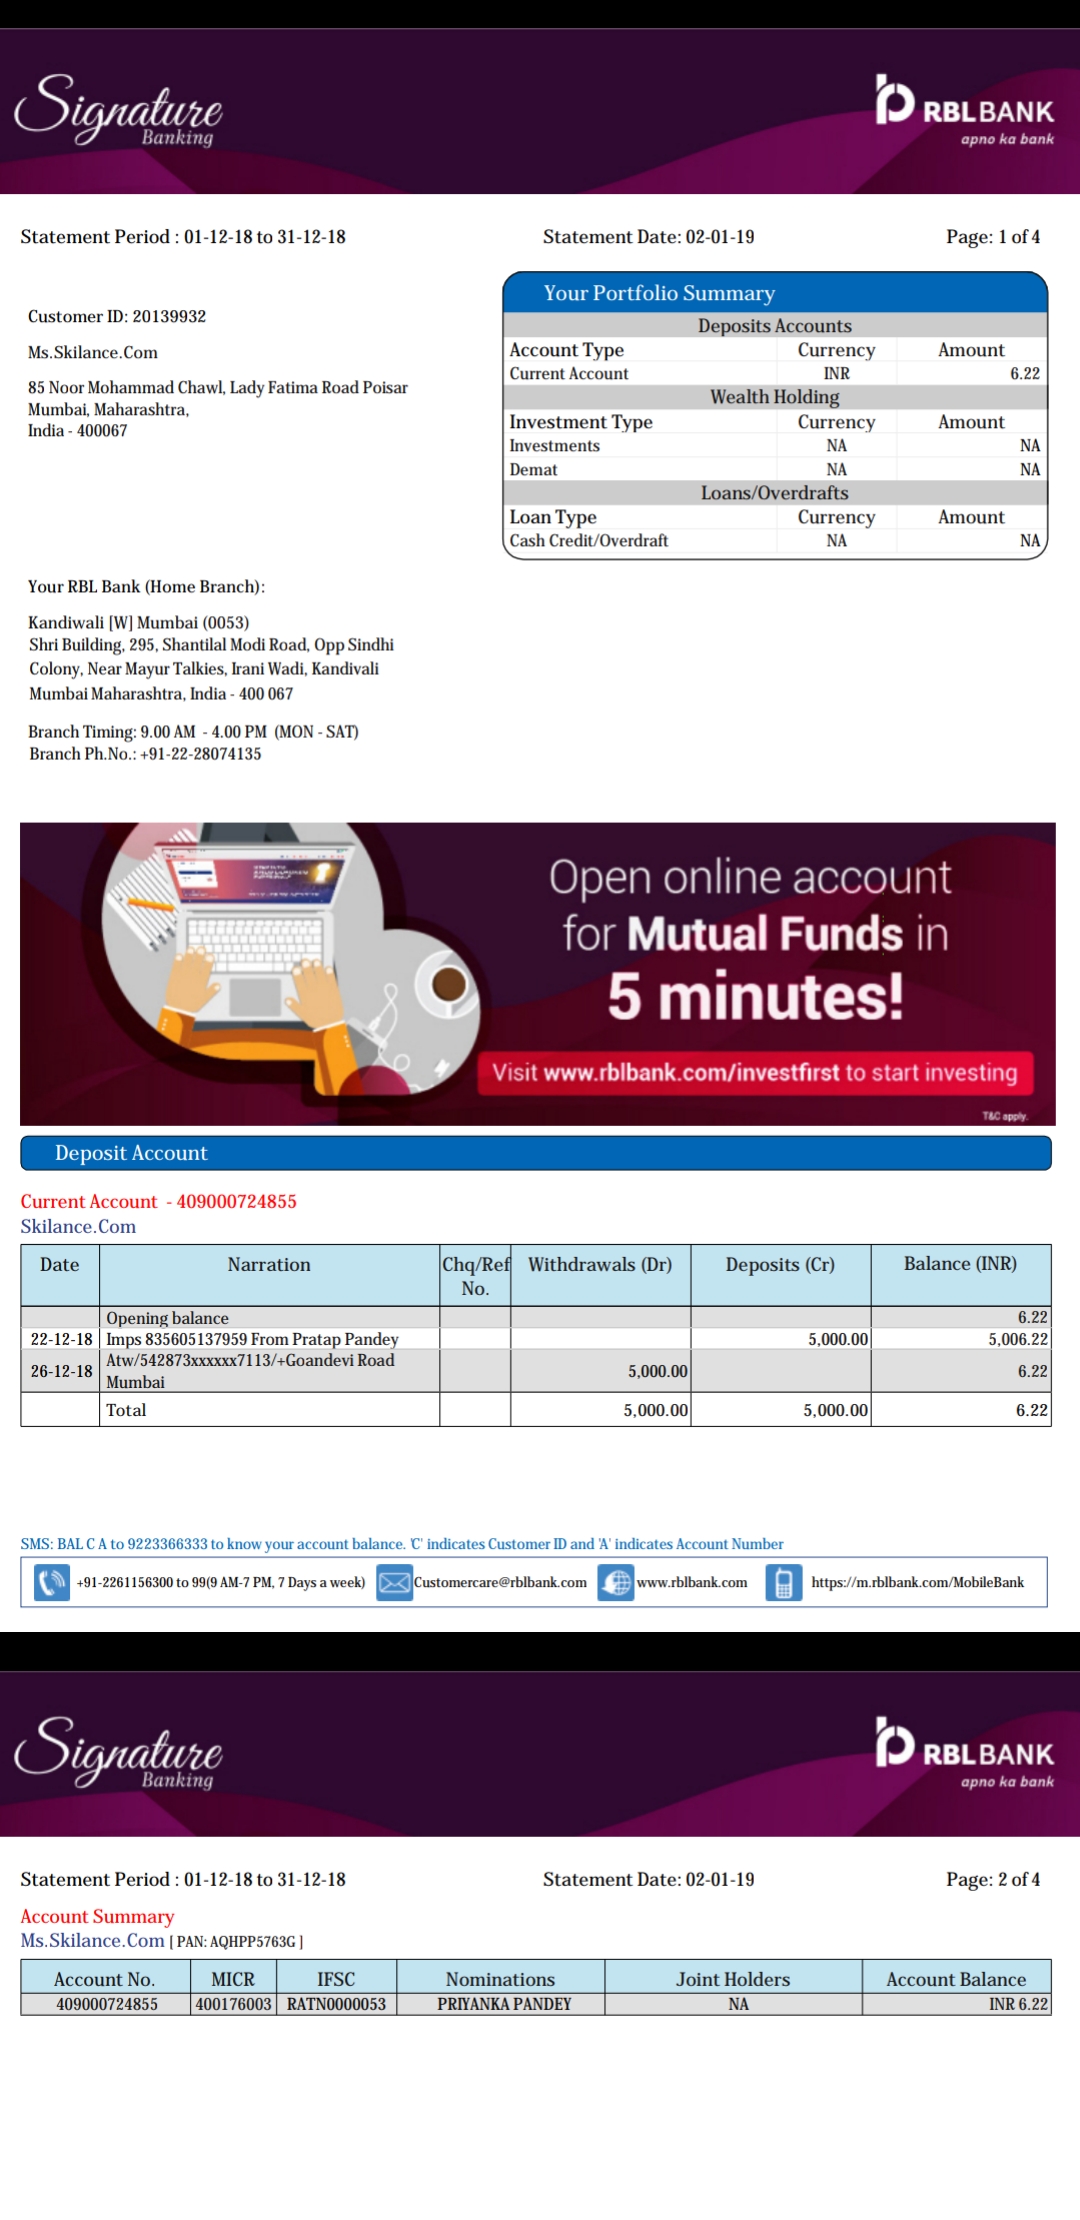 Signature
Banking
RBLBANK
apno ka bank
Statement Period : 01-12-18 to 31-12-18 Statement Date: 02-01-19 Page: 1 of 4
Customer ID: 20139932
Ms.Skilance.Com
85 Noor Mohammad Chawl, Lady Fatima Road Poisar
Mumbai, Maharashtra,
India - 400067
Your Portfolio Summary
Deposits Accounts
Account Type Currency Amount
Current Account INR 6.22
Wealth Holding
Investment Type Currency Amount
Investments NA NA
Demat NA NA
Loans/Overdrafts
Loan Type Currency Amount
Cash Credit/Overdraft NA NA
Your RBL Bank (Home Branch):
Kandiwali [W] Mumbai (0053)
Shri Building, 295, Shantilal Modi Road, Opp Sindhi
Colony, Near Mayur Talkies, Irani Wadi, Kandivali
Mumbai Maharashtra, India - 400 067
Branch Timing: 9.00 AM - 4.00 PM (MON - SAT)
Branch Ph.No.: +91-22-28074135
Open online account
for Mutual Funds in
5 minutes!
Visit www.rblbank.com/investfirst to start investing
T&C apply.
Deposit Account
Current Account - 409000724855
Skilance.Com
Date Narration Chq/Ref No. Withdrawals (Dr) Deposits (Cr) Balance (INR)
Opening balance 6.22
22-12-18 Imps 835605137959 From Pratap Pandey 5,000.00 5,006.22
26-12-18 Atw/542873xxxxxx7113/+Goandevi Road Mumbai 5,000.00 6.22
Total 5,000.00 5,000.00 6.22
SMS: BAL C A to 9223366333 to know your account balance. 'C' indicates Customer ID and 'A' indicates Account Number
+91-2261156300 to 99(9 AM-7 PM, 7 Days a week) Customercare@rblbank.com www.rblbank.com https://m.rblbank.com/MobileBank
Signature
Banking
RBLBANK
apno ka bank
Statement Period : 01-12-18 to 31-12-18 Statement Date: 02-01-19 Page: 2 of 4
Account Summary
Ms.Skilance.Com [ PAN: AQHPP5763G ]
Account No. MICR IFSC Nominations Joint Holders Account Balance
409000724855 400176003 RATN0000053 PRIYANKA PANDEY NA INR 6.22